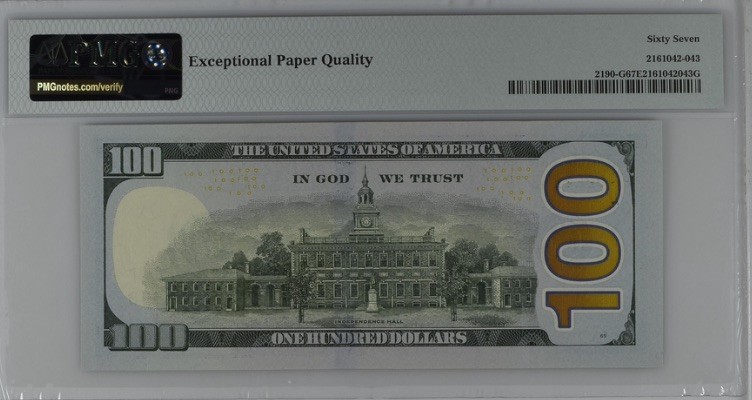 PMG
PMGnotes.com/verify
PMG
Exceptional Paper Quality
Sixty Seven
2161042-043
2190-G67E2161042043G
100
THE UNITED STATES OF AMERICA
IN GOD WE TRUST
100
INDEPENDENCE HALL
100
ONE HUNDRED DOLLARS